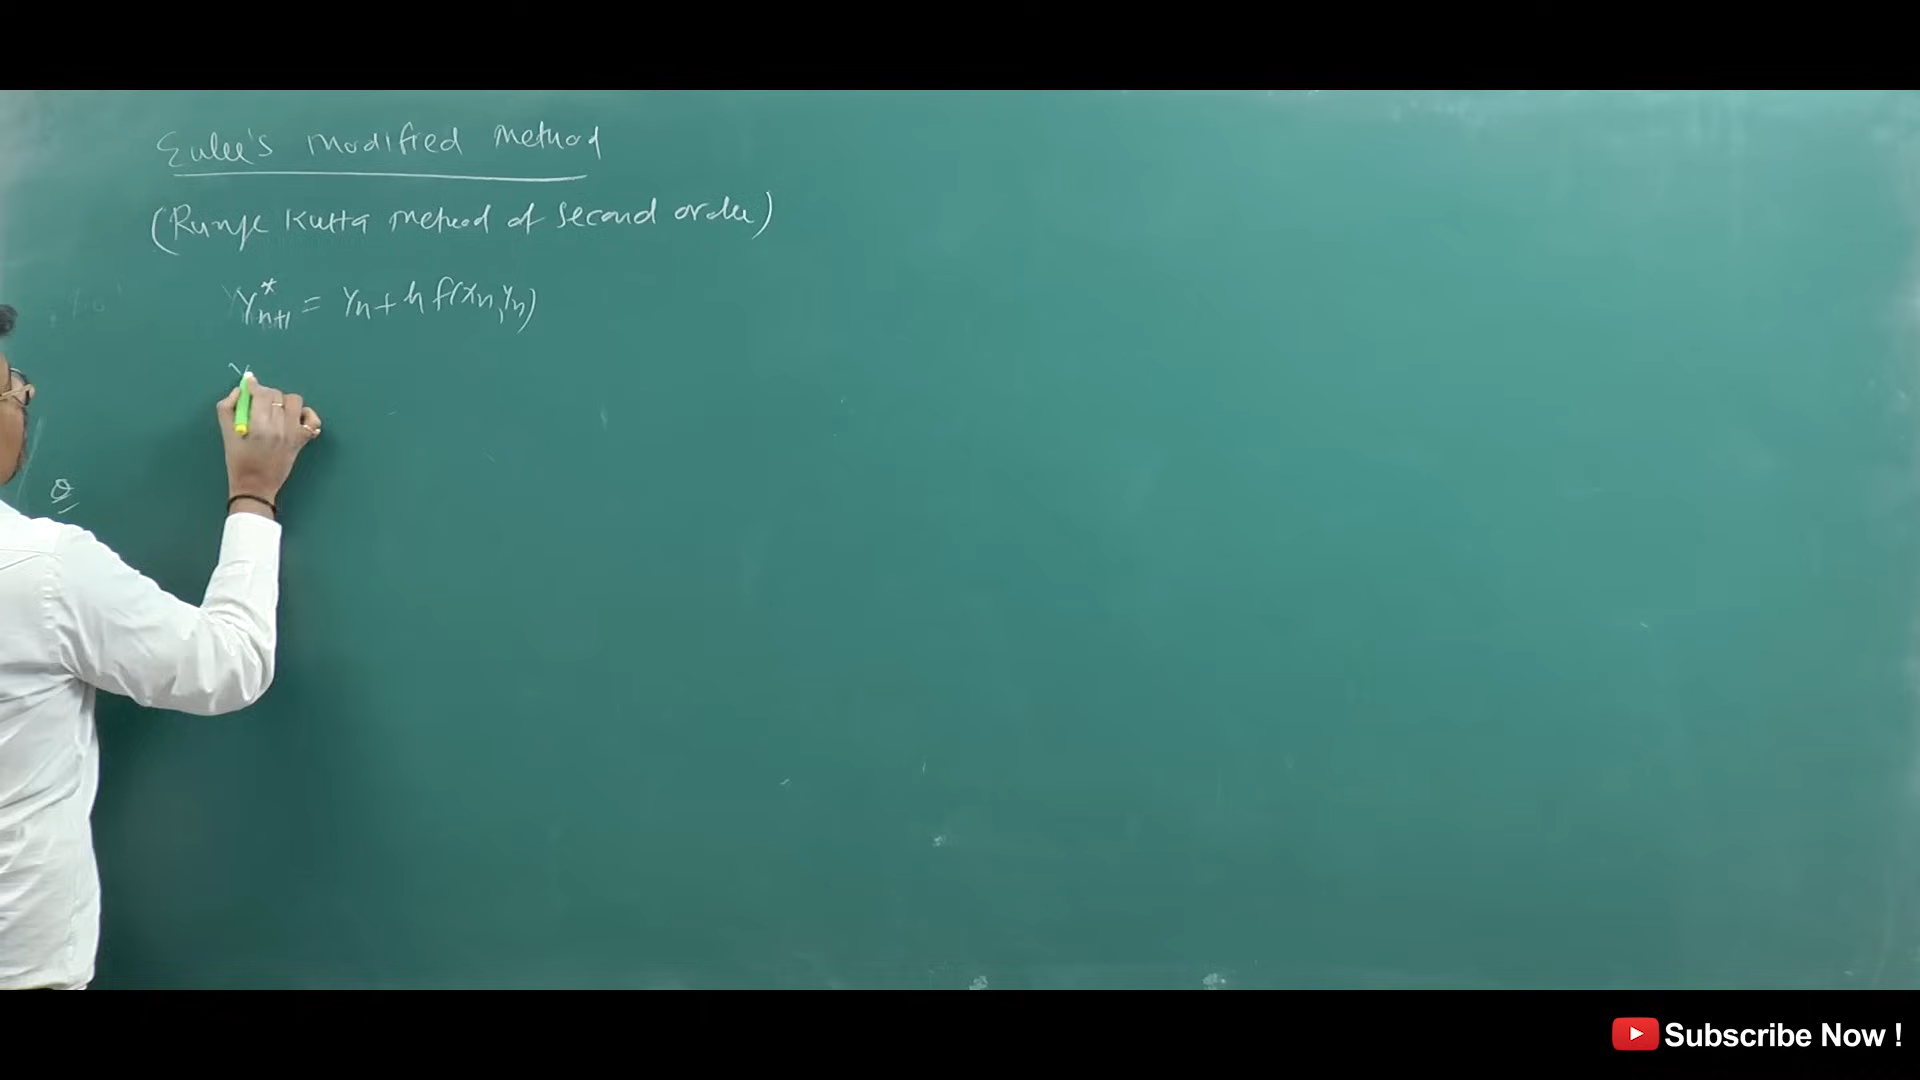 Euler's modified method
(Runge Kutta method of second order)
Y*ₙ₊₁ = Yₙ + h f(xₙ, Yₙ)
Y
Q
Subscribe Now !